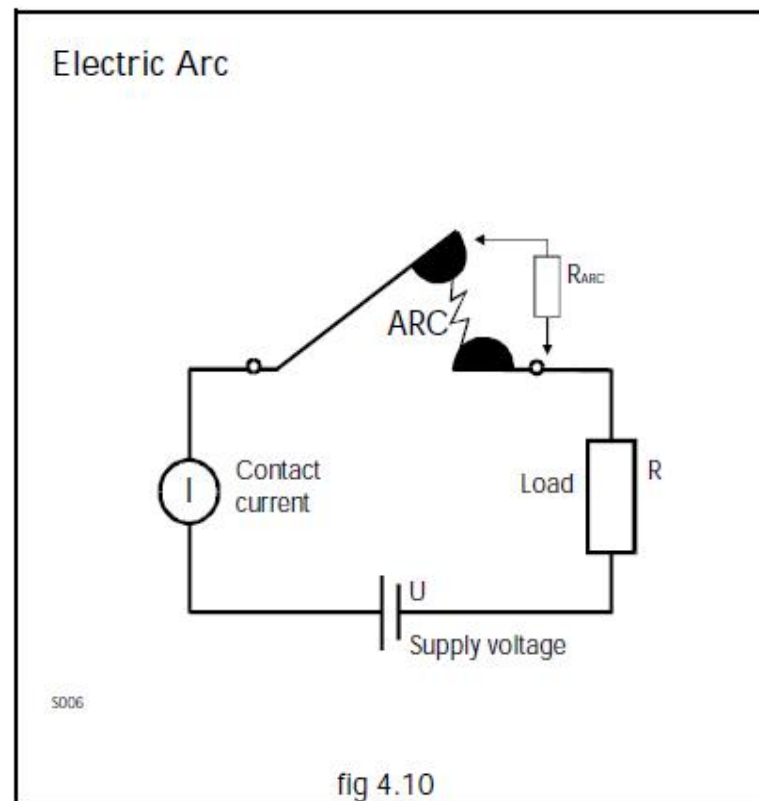 Electric Arc
RARC
ARC
Contact
current
I
Load
R
U
Supply voltage
S006
fig 4.10